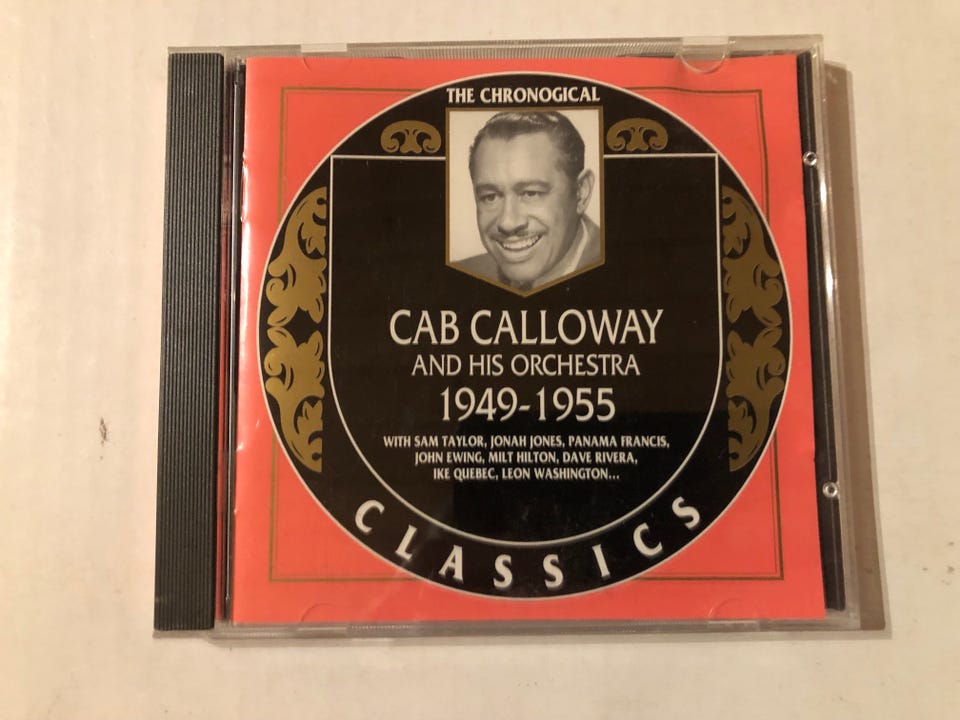 THE CHRONOGICAL
CAB CALLOWAY
AND HIS ORCHESTRA
1949-1955
WITH SAM TAYLOR, JONAH JONES, PANAMA FRANCIS,
JOHN EWING, MILT HILTON, DAVE RIVERA,
IKE QUEBEC, LEON WASHINGTON...
CLASSICS